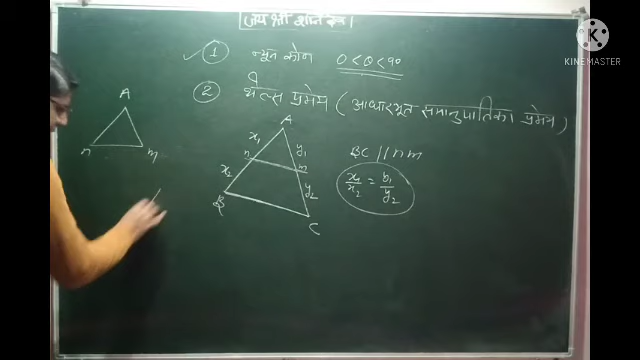 जय श्री श्याम
① न्यून कोण 0 < θ < 90
② थेल्स प्रमेय ( आधारभूत समानुपातिका प्रमेय )
A
n m
A
x₁ y₁
n m
x₂ y₂
B
C
BC // nm
x₁/x₂ = y₁/y₂
KINEMASTER